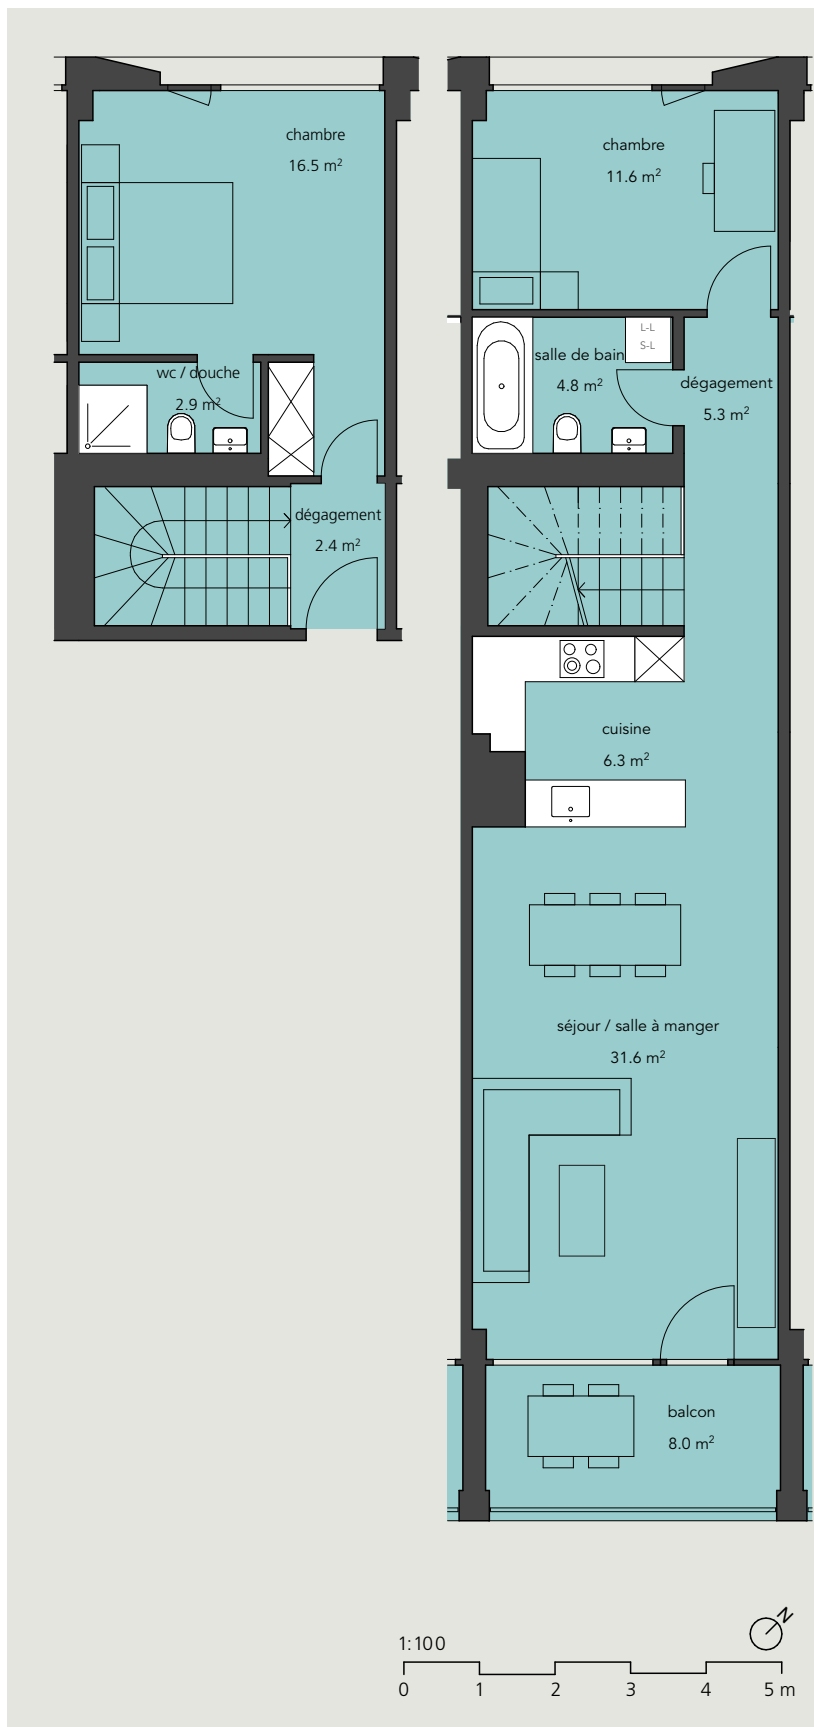 chambre
16.5 m²
wc / douche
2.9 m²
dégagement
2.4 m²
chambre
11.6 m²
L-L
S-L
salle de bain
4.8 m²
dégagement
5.3 m²
cuisine
6.3 m²
séjour / salle à manger
31.6 m²
balcon
8.0 m²
N
1:100
0 1 2 3 4 5 m